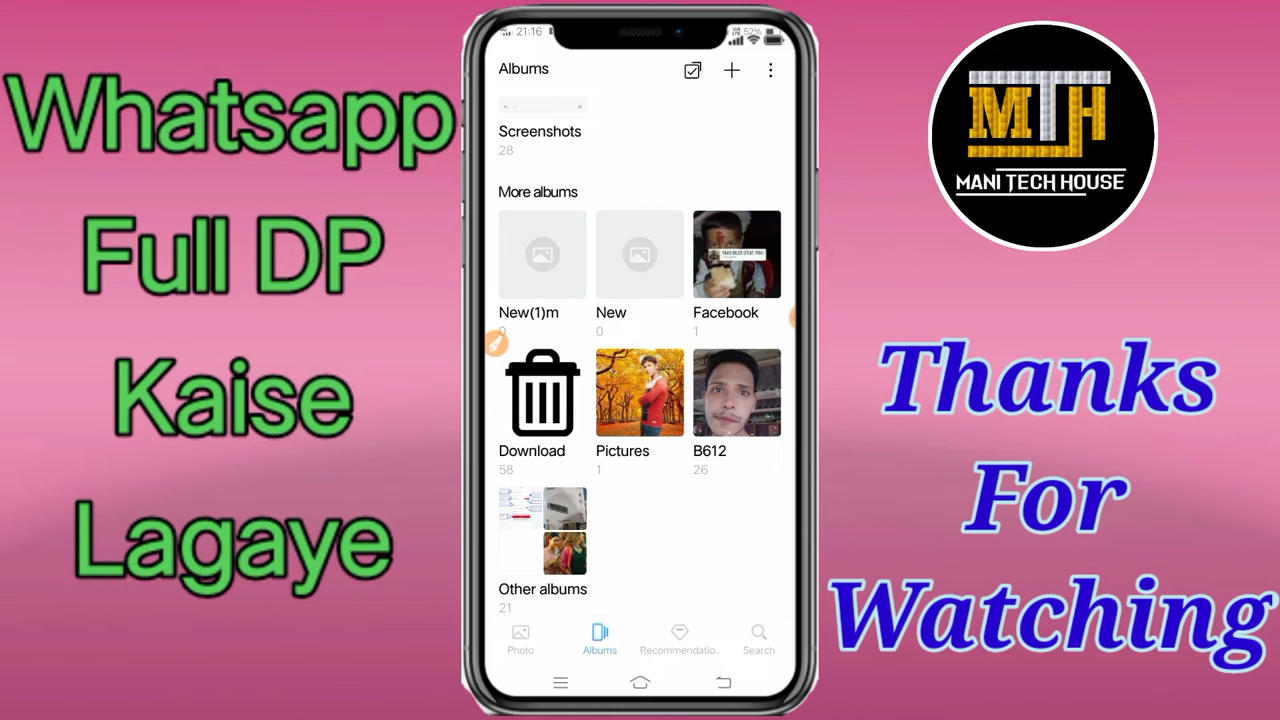 Whatsapp
Full DP
Kaise
Lagaye
21:16
52%
Albums
Screenshots
28
More albums
New(1)m
New
Facebook
0
0
1
Download
Pictures
B612
58
1
26
Other albums
21
Photo
Albums
Recommendatio..
Search
MTH
MANI TECH HOUSE
Thanks
For
Watching